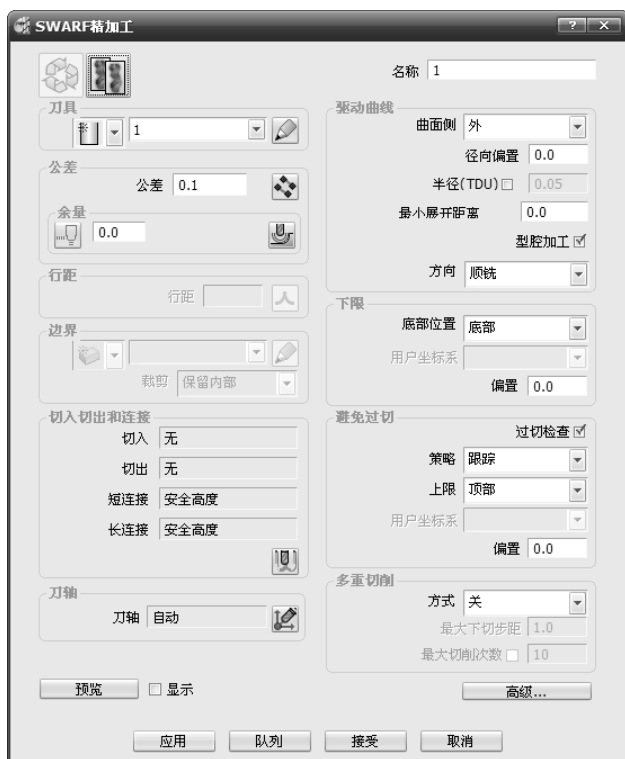 SWARF精加工
名称 1
刀具
1
公差
公差 0.1
余量
0.0
行距
行距
边界
裁剪 保留内部
切入切出和连接
切入 无
切出 无
短连接 安全高度
长连接 安全高度
刀轴
刀轴 自动
驱动曲线
曲面侧 外
径向偏置 0.0
半径(TDU) 0.05
最小展开距离 0.0
型腔加工
方向 顺铣
下限
底部位置 底部
用户坐标系
偏置 0.0
避免过切
过切检查
策略 跟踪
上限 顶部
用户坐标系
偏置 0.0
多重切削
方式 关
最大下切步距 1.0
最大切削次数 10
预览 显示
高级...
应用 队列 接受 取消